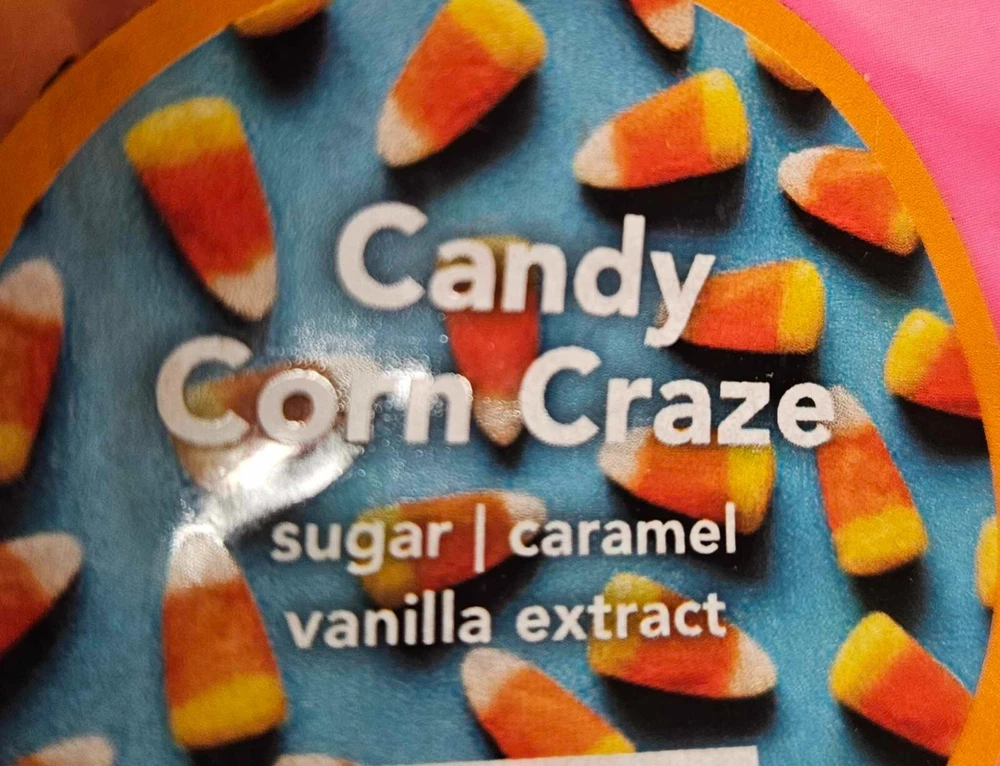 Candy
Corn Craze
sugar | caramel
vanilla extract